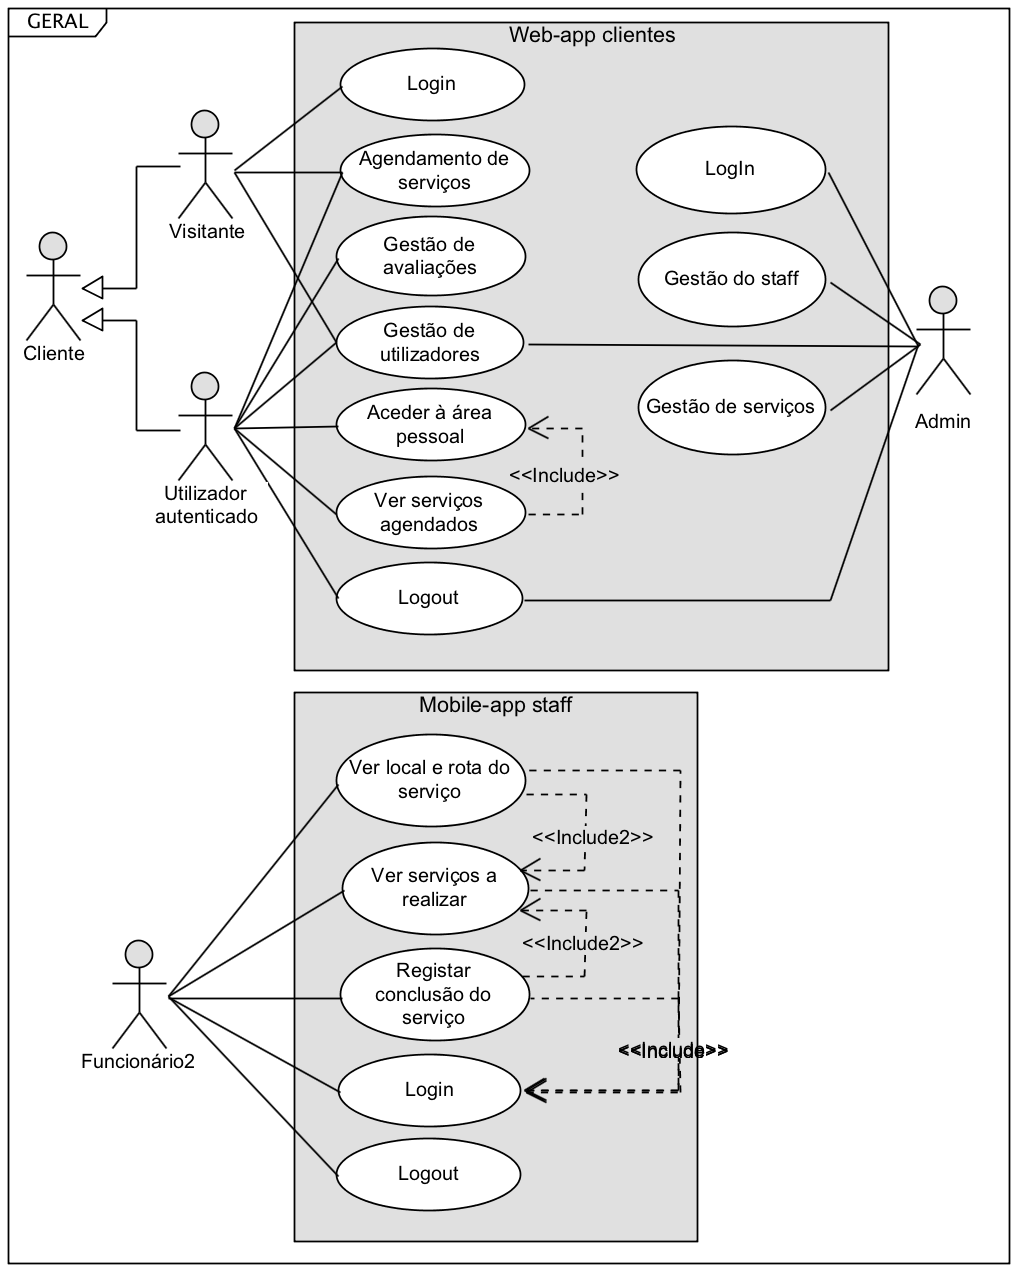 GERAL
Web-app clientes
Login
Agendamento de
serviços
LogIn
Visitante
Gestão de
avaliações
Gestão do staff
Cliente
Gestão de
utilizadores
Aceder à área
pessoal
Gestão de serviços
Admin
<<Include>>
Utilizador
autenticado
Ver serviços
agendados
Logout
Mobile-app staff
Ver local e rota do
serviço
<<Include2>>
Ver serviços a
realizar
<<Include2>>
Registar
conclusão do
serviço
<<Include>>
Funcionário2
Login
Logout